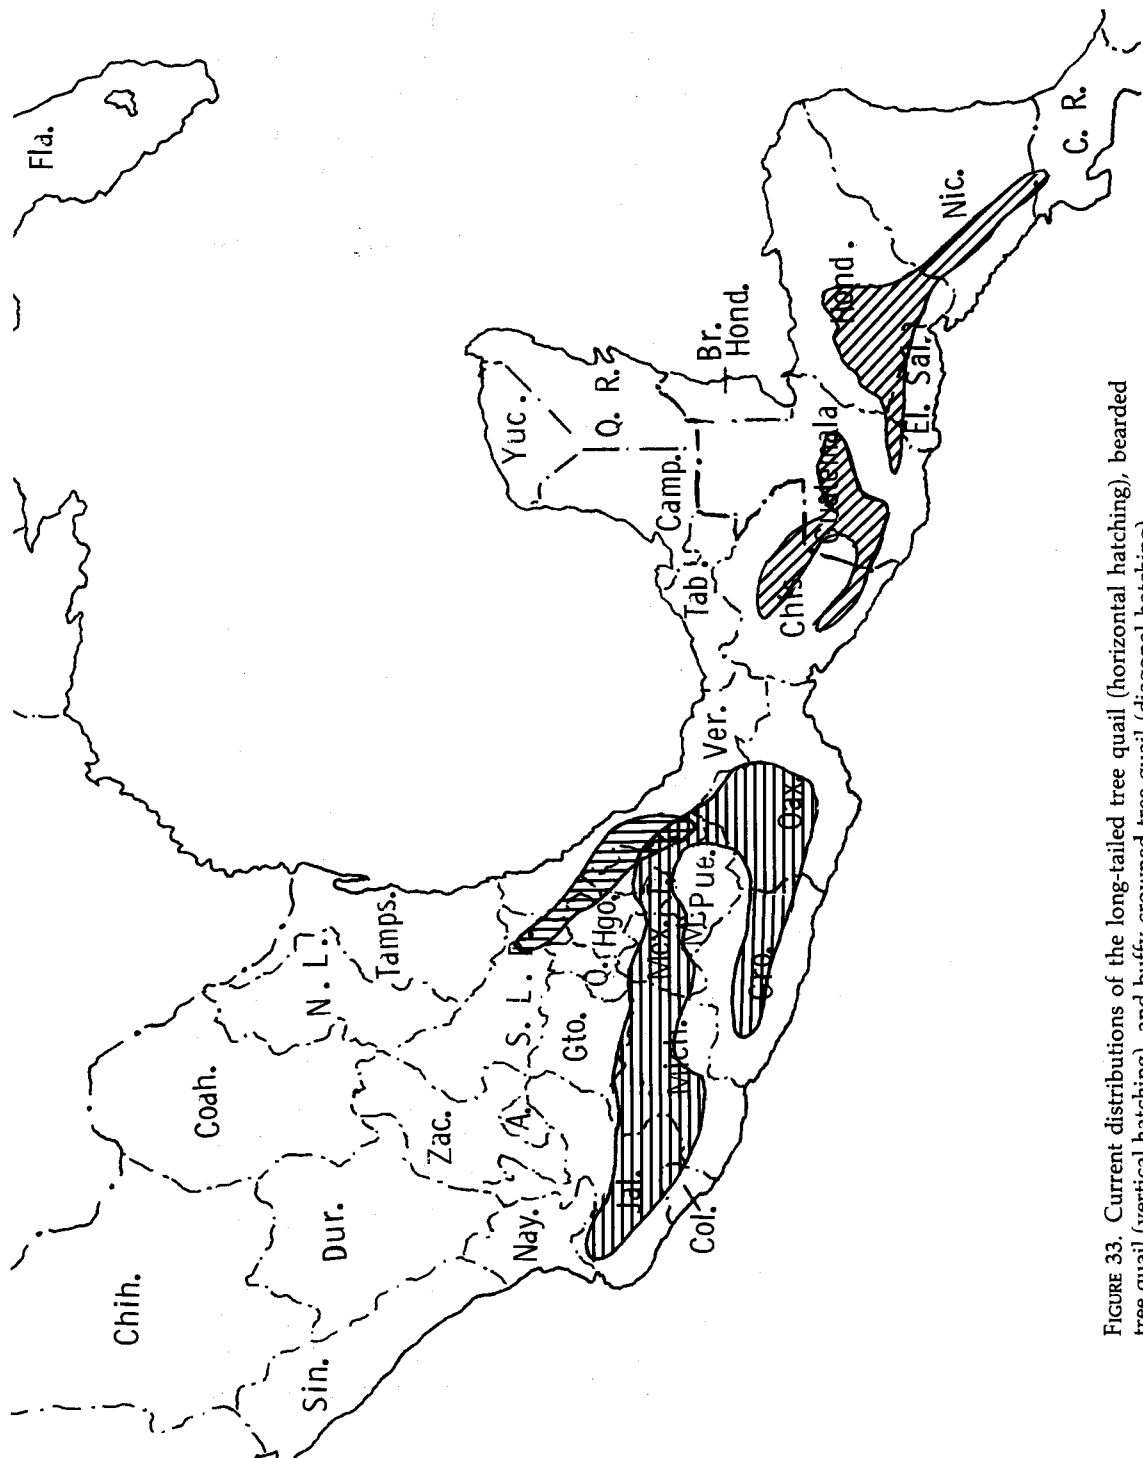 Fla.
Chih.
Coah.
N. L.
Tamps.
Sin.
Dur.
Zac.
S. L. P.
A.
Nay.
Gto.
Q.
Hgo.
Jal.
Mich.
Mex.
M.
Pue.
Ver.
Col.
Gro.
Oax.
Yuc.
Q. R.
Camp.
Tab.
Chis
Br.
Hond.
Guatemala
Hond.
El. Sal.
Nic.
C. R.
FIGURE 33. Current distributions of the long-tailed tree quail (horizontal hatching), bearded
tree quail (vertical hatching), and buffy-crowned tree quail (diagonal hatching).